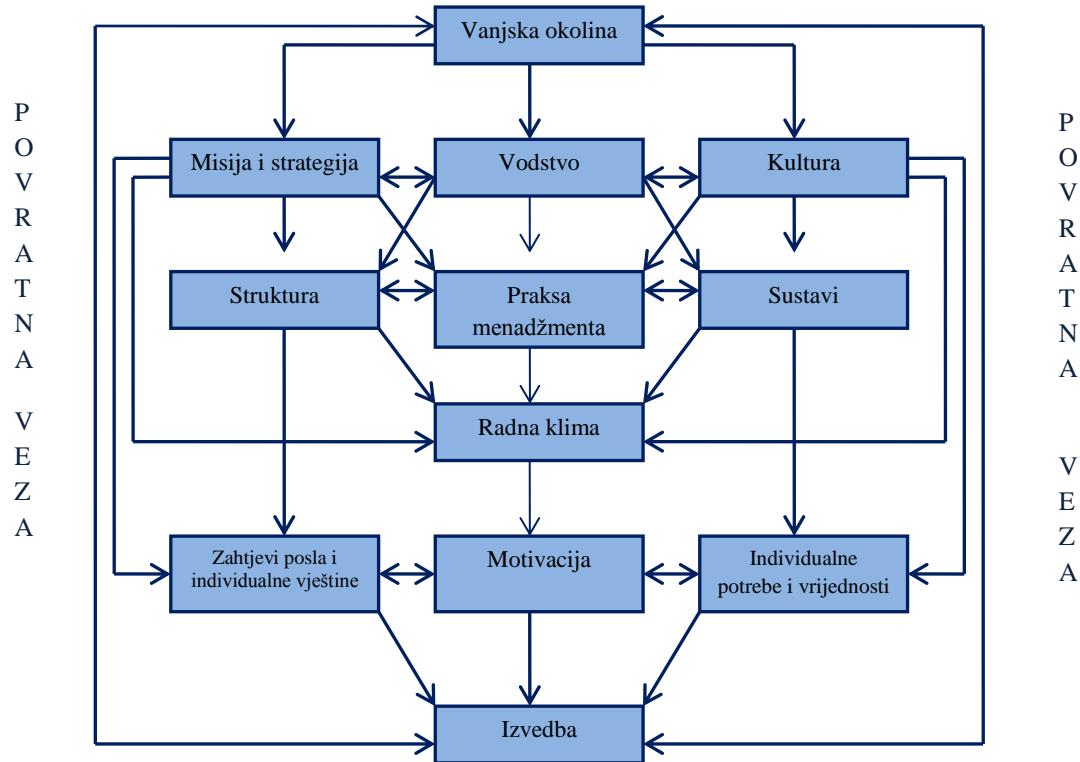 Vanjska okolina
P
O
V
R
A
T
N
A
V
E
Z
A
P
O
V
R
A
T
N
A
V
E
Z
A
Misija i strategija
Vodstvo
Kultura
Struktura
Praksa
menadžmenta
Sustavi
Radna klima
Zahtjevi posla i
individualne vještine
Motivacija
Individualne
potrebe i vrijednosti
Izvedba